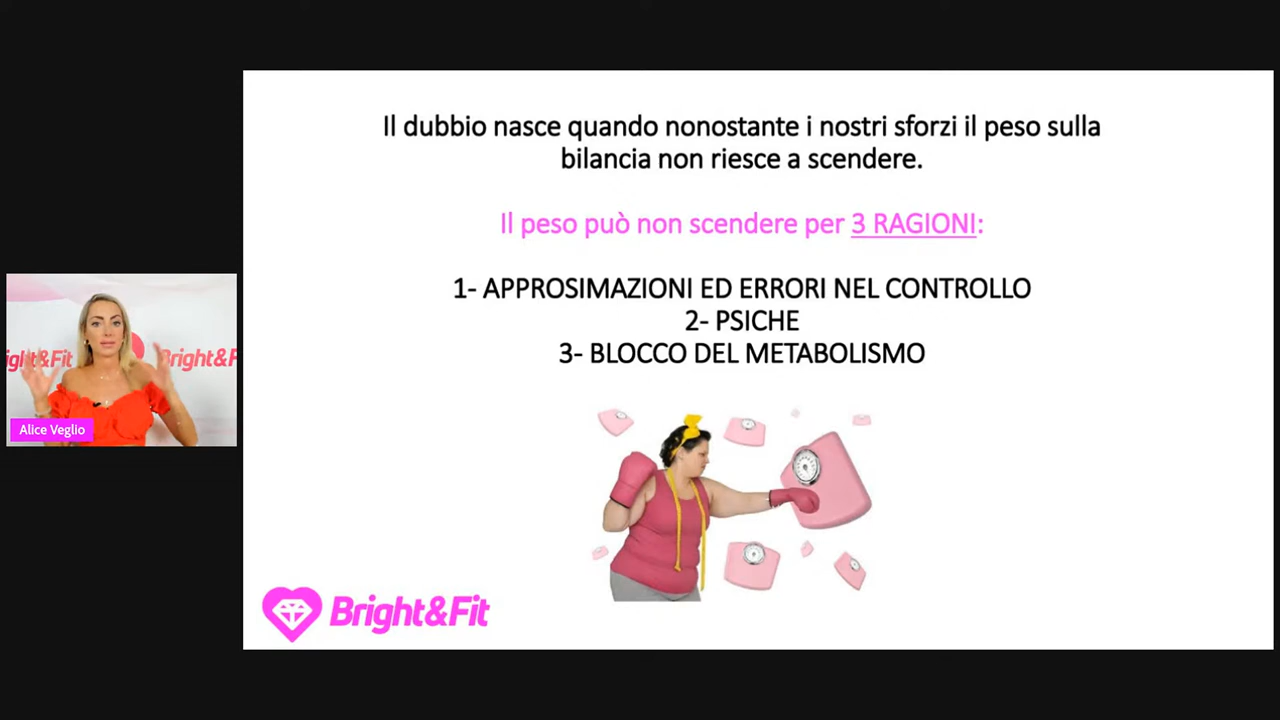 Il dubbio nasce quando nonostante i nostri sforzi il peso sulla
bilancia non riesce a scendere.
Il peso può non scendere per 3 RAGIONI:
1- APPROSIMAZIONI ED ERRORI NEL CONTROLLO
2- PSICHE
3- BLOCCO DEL METABOLISMO
ight&Fit
Bright&F
Alice Veglio
Bright&Fit